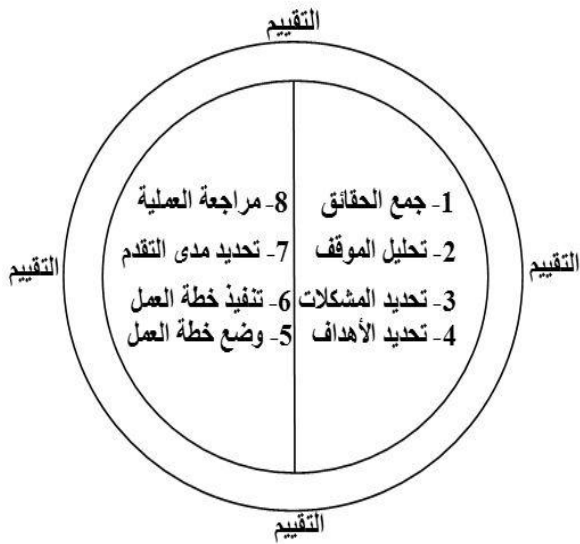 التقييم
1- جمع الحقائق
2- تحليل الموقف
3- تحديد المشكلات
4- تحديد الأهداف
8- مراجعة العملية
7- تحديد مدى التقدم
6- تنفيذ خطة العمل
5- وضع خطة العمل
التقييم
التقييم
التقييم